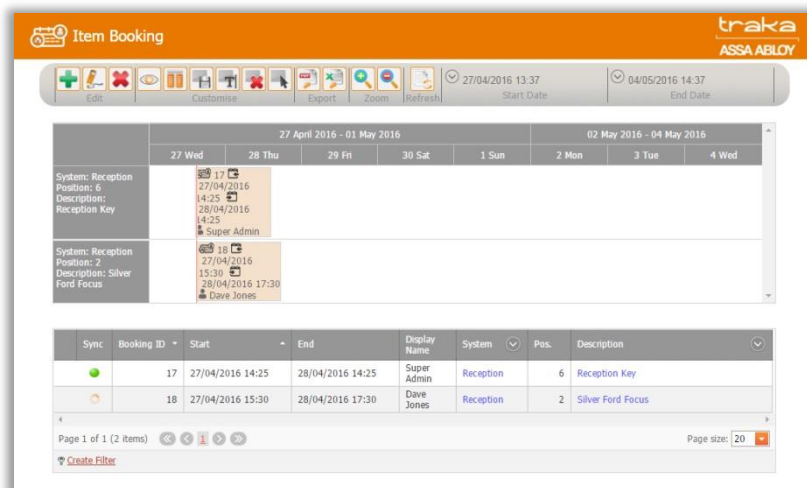 Item Booking
traka
ASSA ABLOY
27/04/2016 13:37
04/05/2016 14:37
Edit
Customise
Export
Zoom
Refresh
Start Date
End Date
27 April 2016 - 01 May 2016
02 May 2016 - 04 May 2016
27 Wed
28 Thu
29 Fri
30 Sat
1 Sun
2 Mon
3 Tue
4 Wed
System: Reception
Position: 6
Description:
Reception Key
17
27/04/2016
14:25
28/04/2016
14:25
Super Admin
System: Reception
Position: 2
Description: Silver
Ford Focus
18
27/04/2016
15:30
28/04/2016 17:30
Dave Jones
Sync Booking ID Start End Display Name System Pos. Description
17 27/04/2016 14:25 28/04/2016 14:25 Super Admin Reception 6 Reception Key
18 27/04/2016 15:30 28/04/2016 17:30 Dave Jones Reception 2 Silver Ford Focus
Page 1 of 1 (2 items) 1 Page size: 20
Create Filter